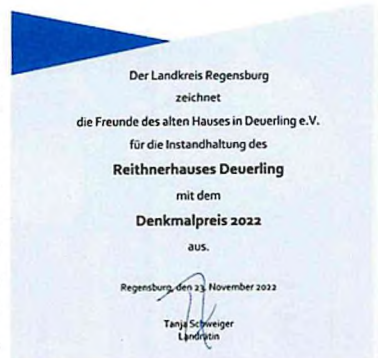 Der Landkreis Regensburg
zeichnet
die Freunde des alten Hauses in Deuerling e.V.
für die Instandhaltung des
Reithnerhauses Deuerling
mit dem
Denkmalpreis 2022
aus.
Regensburg, den 23. November 2022
Tanja Schweiger
Landrätin